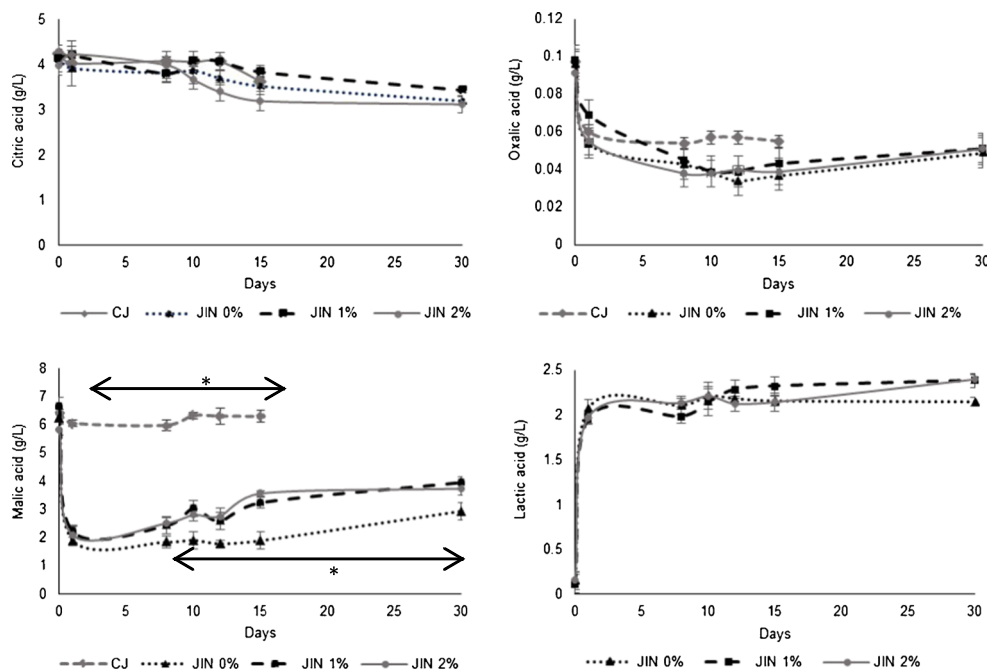 5
4
3
2
1
0
Citric acid (g/L)
0 5 10 15 20 25 30
Days
CJ JIN 0% JIN 1% JIN 2%
0.12
0.1
0.08
0.06
0.04
0.02
0
Oxalic acid (g/L)
0 5 10 15 20 25 30
Days
CJ JIN 0% JIN 1% JIN 2%
8
7
6
5
4
3
2
1
0
Malic acid (g/L)
*
*
0 5 10 15 20 25 30
Days
CJ JIN 0% JIN 1% JIN 2%
2.5
2
1.5
1
0.5
0
Lactic acid (g/L)
0 5 10 15 20 25 30
Days
JIN 0% JIN 1% JIN 2%